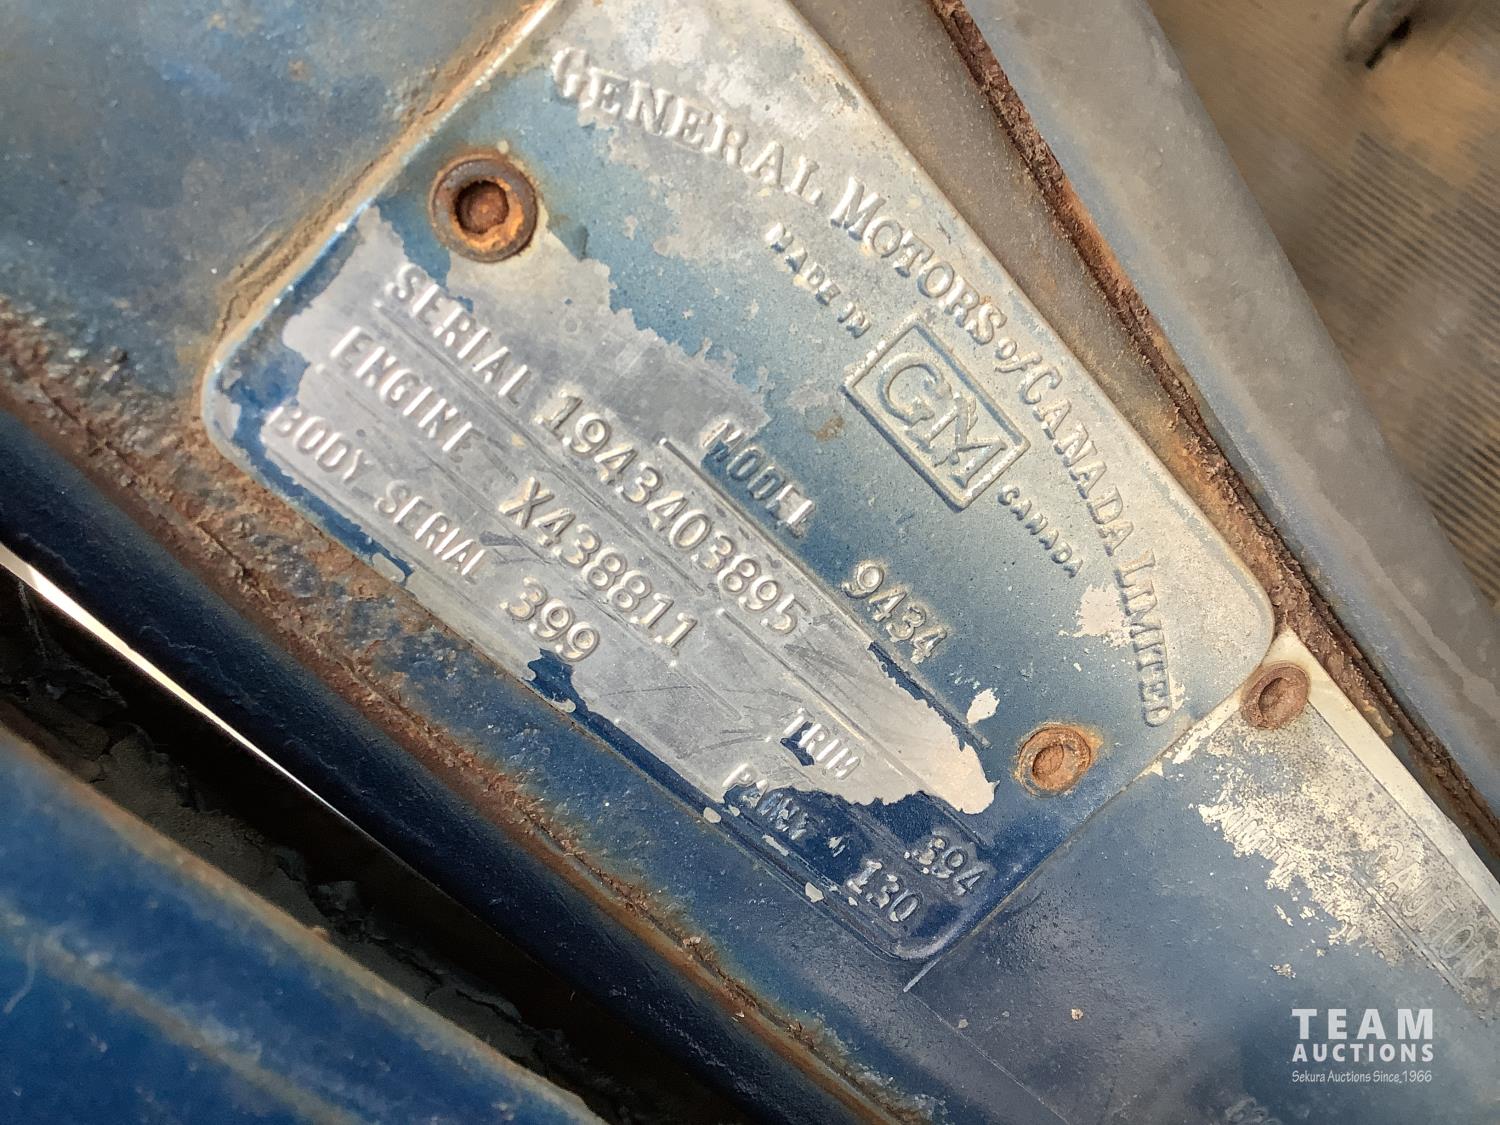 GENERAL MOTORS of CANADA LIMITED
MADE IN GM CANADA
MODEL 9434
SERIAL 1943403895
ENGINE X438811
BODY SERIAL 399
TRIM 394
PAINT 130
CAUTION
TEAM
AUCTIONS
Sekura Auctions Since 1966